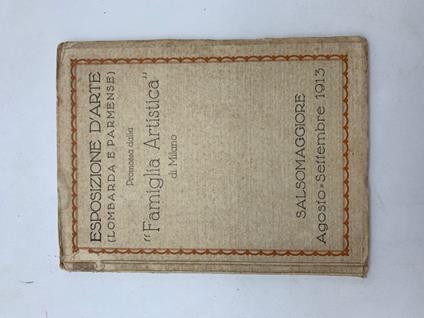 ESPOSIZIONE D'ARTE
(LOMBARDA E PARMENSE)
Promossa dalla
"Famiglia Artistica"
di Milano
SALSOMAGGIORE
Agosto-Settembre 1913